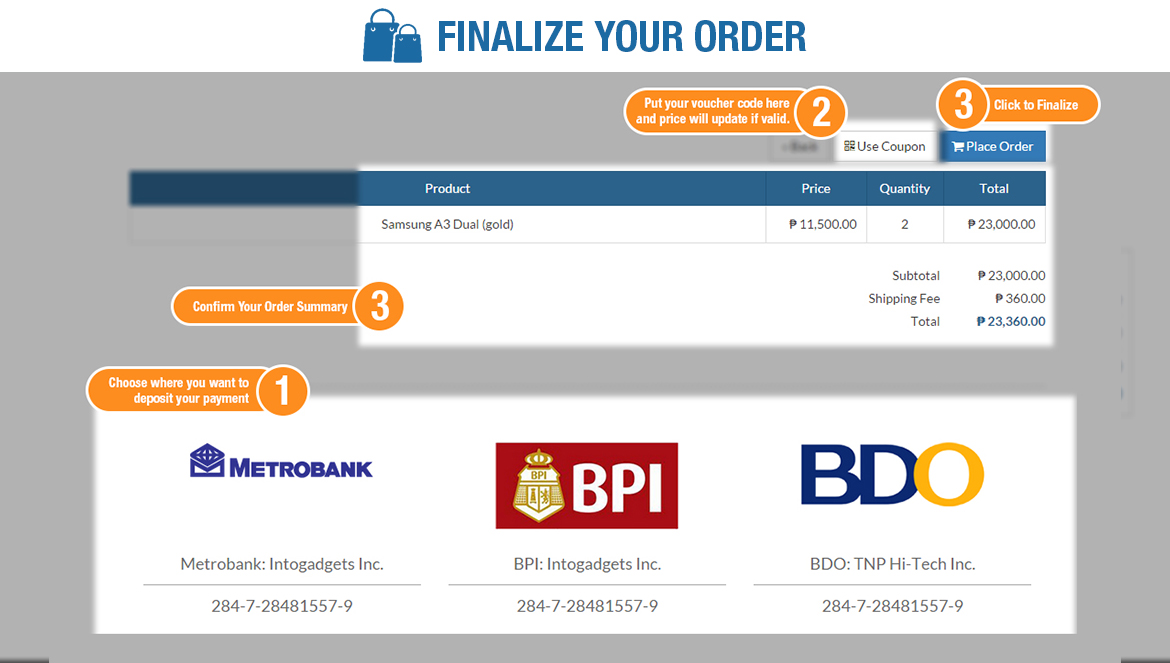 FINALIZE YOUR ORDER
Put your voucher code here
and price will update if valid.
2
3
Click to Finalize
« Back
Use Coupon
Place Order
Product
Price
Quantity
Total
Samsung A3 Dual (gold)
₱ 11,500.00
2
₱ 23,000.00
Subtotal
₱ 23,000.00
Shipping Fee
₱ 360.00
Total
₱ 23,360.00
Confirm Your Order Summary
3
Choose where you want to
deposit your payment
1
METROBANK
BPI
BPI
BDO
Metrobank: Intogadgets Inc.
BPI: Intogadgets Inc.
BDO: TNP Hi-Tech Inc.
284-7-28481557-9
284-7-28481557-9
284-7-28481557-9